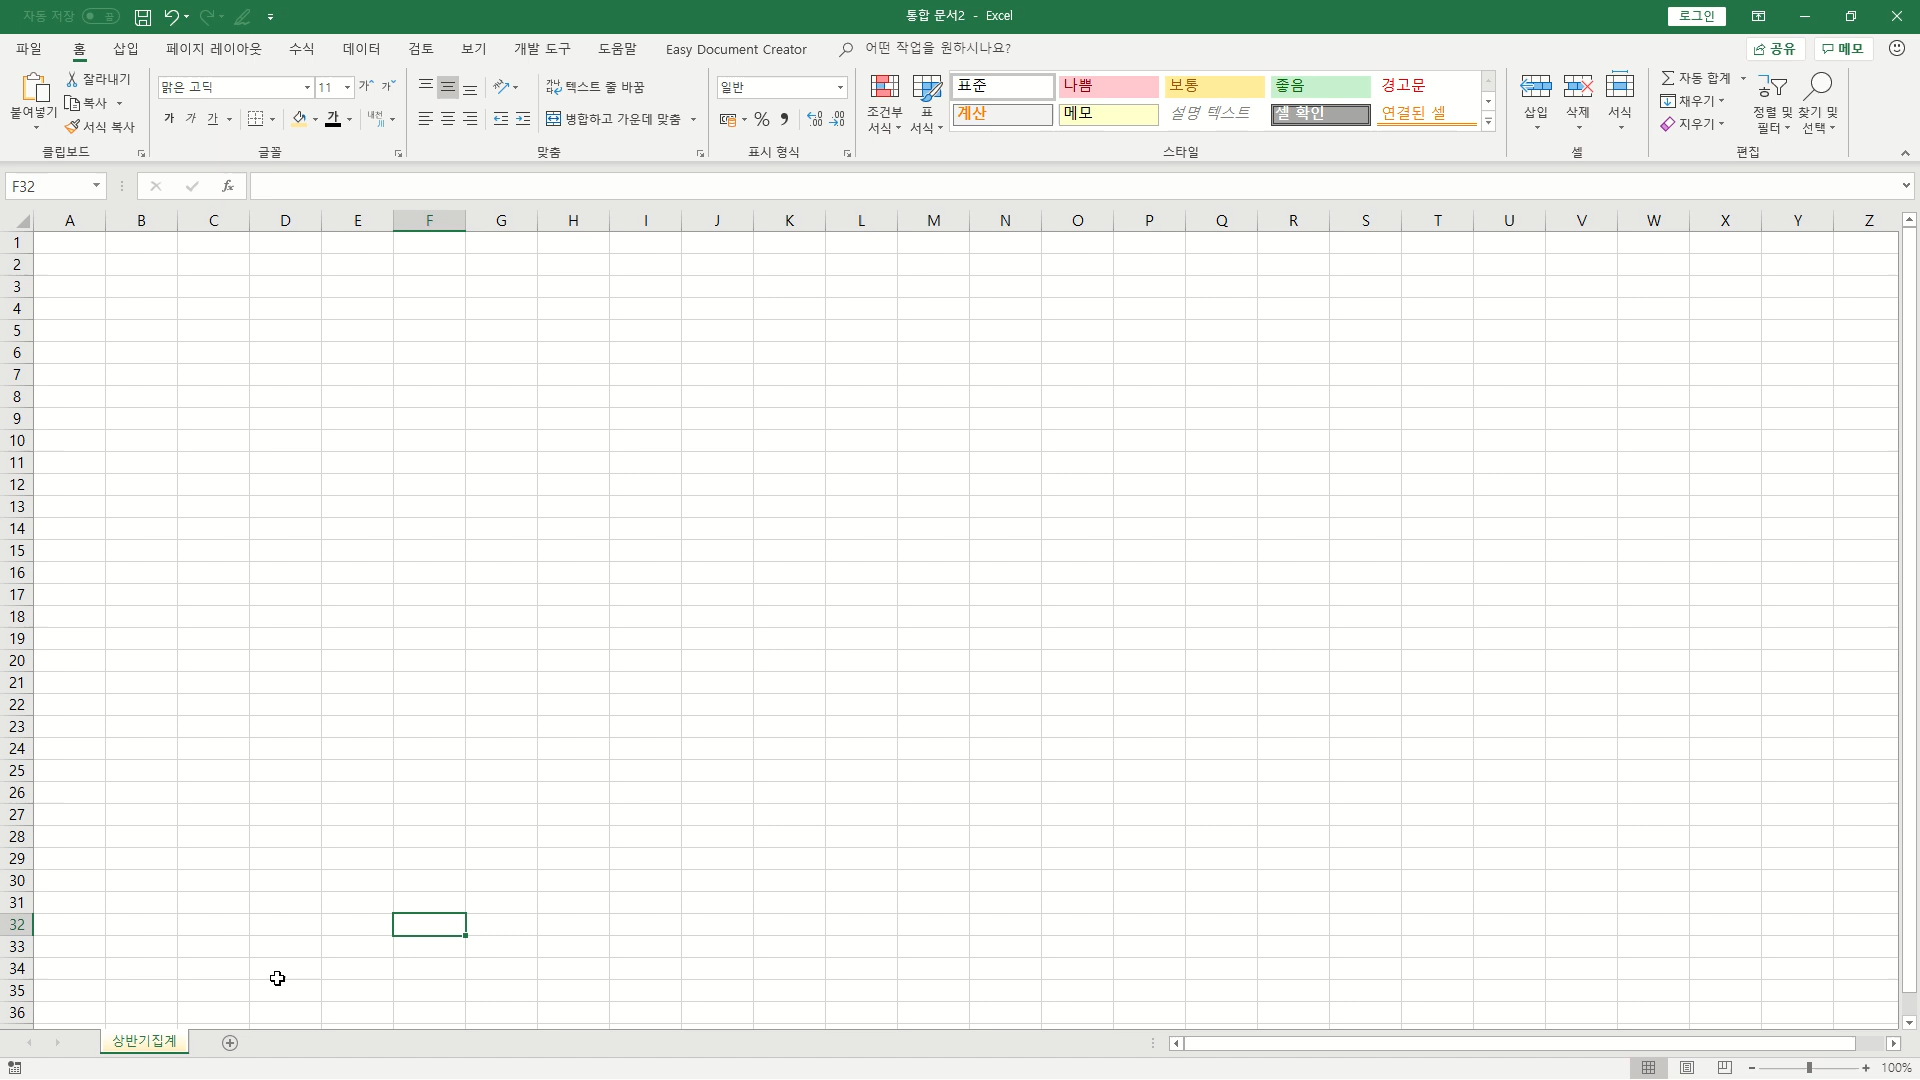 자동 저장 끔 통합 문서2 - Excel 로그인
파일 홈 삽입 페이지 레이아웃 수식 데이터 검토 보기 개발 도구 도움말 Easy Document Creator 어떤 작업을 원하시나요? 공유 메모
붙여넣기 잘라내기 복사 서식 복사
클립보드
맑은 고딕 11 가 가
가 가 간 가 내천
글꼴
텍스트 줄 바꿈
병합하고 가운데 맞춤
맞춤
일반
% ,
표시 형식
조건부 서식 표 서식
표준 나쁨 보통 좋음 경고문
계산 메모 설명 텍스트 셀 확인 연결된 셀
스타일
삽입 삭제 서식
셀
자동 합계
채우기
지우기
정렬 및 필터 찾기 및 선택
편집
F32 fx
A B C D E F G H I J K L M N O P Q R S T U V W X Y Z
1
2
3
4
5
6
7
8
9
10
11
12
13
14
15
16
17
18
19
20
21
22
23
24
25
26
27
28
29
30
31
32
33
34
35
36
상반기집계
100%